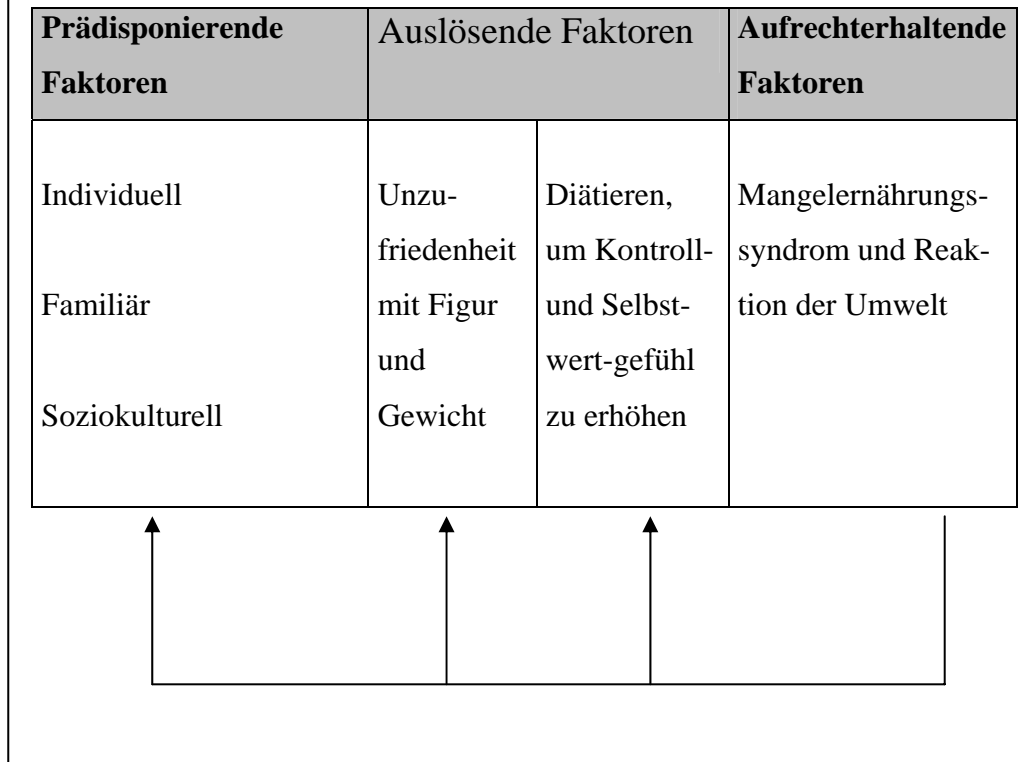 Prädisponierende
Faktoren
Auslösende Faktoren
Aufrechterhaltende
Faktoren
Individuell
Familiär
Soziokulturell
Unzu-
friedenheit
mit Figur
und
Gewicht
Diätieren,
um Kontroll-
und Selbst-
wert-gefühl
zu erhöhen
Mangelernährungs-
syndrom und Reak-
tion der Umwelt